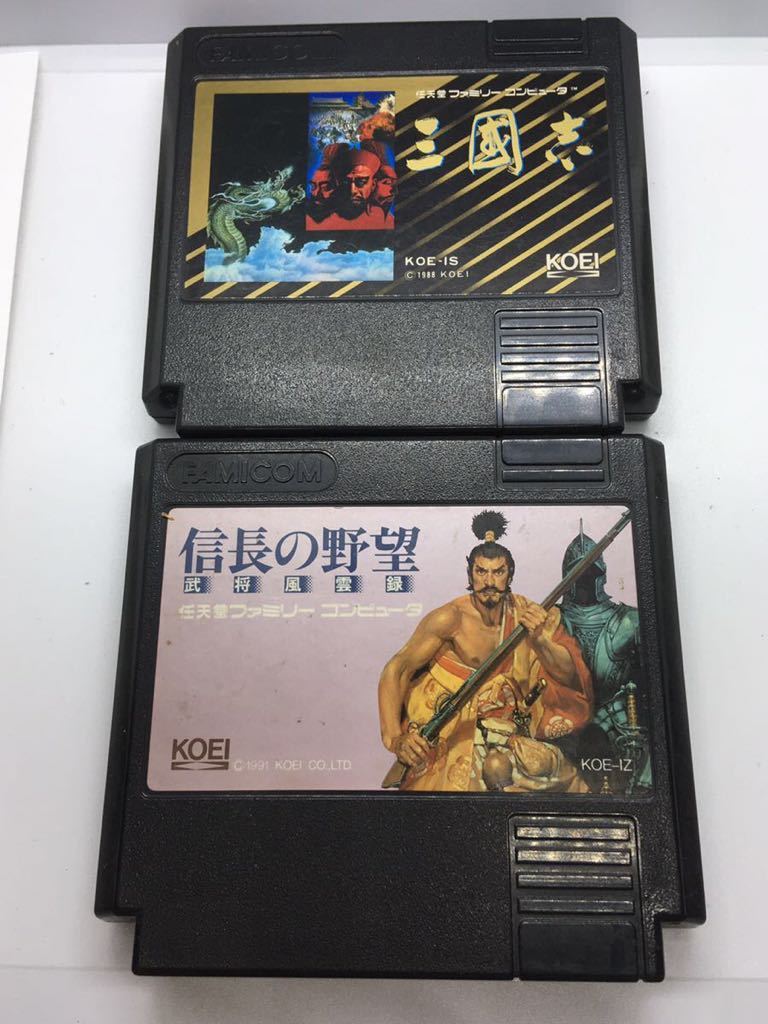 FAMICOM
任天堂 ファミリー コンピュータ™
三國志
KOE-IS
© 1988 KOEI
KOEI
FAMICOM
信長の野望
武将風雲録
任天堂 ファミリー コンピュータ
KOEI
© 1991 KOEI CO.,LTD.
KOE-IZ